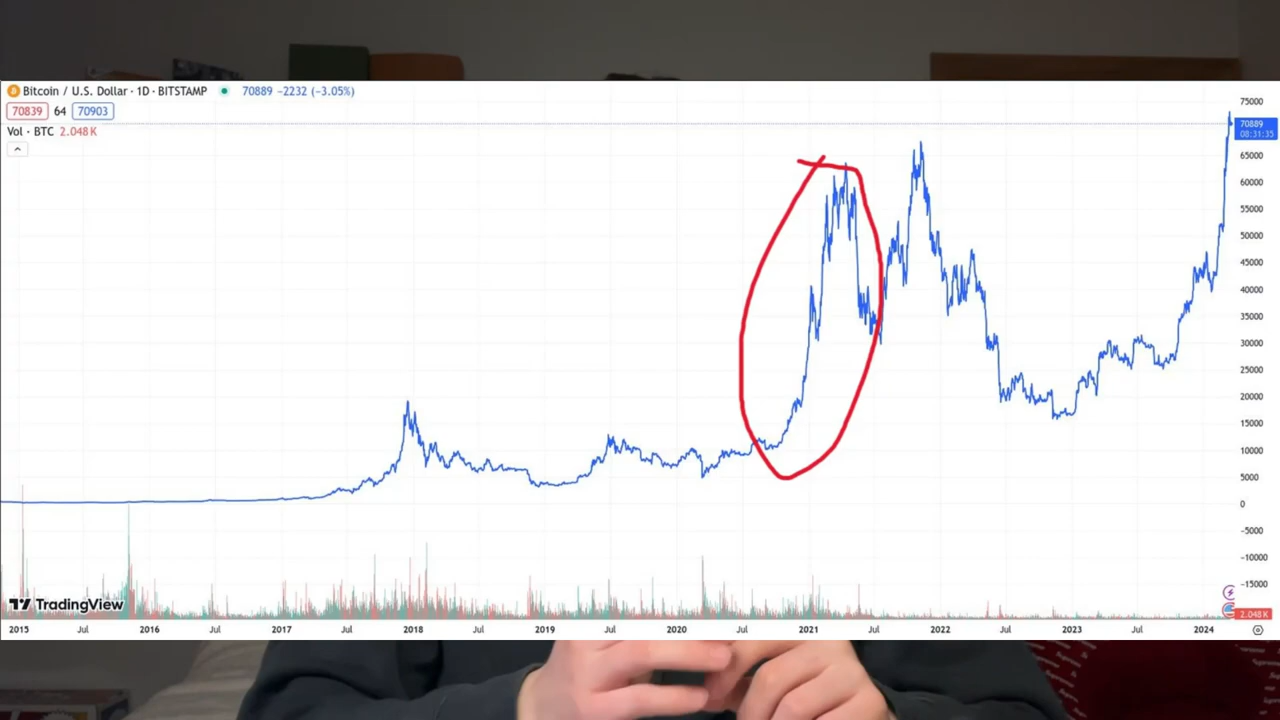 Bitcoin / U.S. Dollar · 1D · BITSTAMP 70889 −2232 (−3.05%)
70839 64 70903
Vol · BTC 2.048K
75000
70889
08:31:35
65000
60000
55000
50000
45000
40000
35000
30000
25000
20000
15000
10000
5000
0
−5000
−10000
−15000
2.048K
TradingView
2015 Jul 2016 Jul 2017 Jul 2018 Jul 2019 Jul 2020 Jul 2021 Jul 2022 Jul 2023 Jul 2024
Supreme